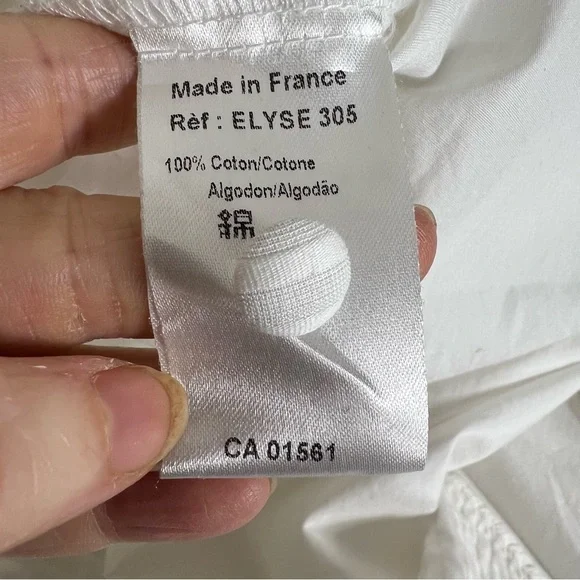 Made in France
Rèf : ELYSE 305
100% Coton/Cotone
Algodon/Algodão
綿
CA 01561